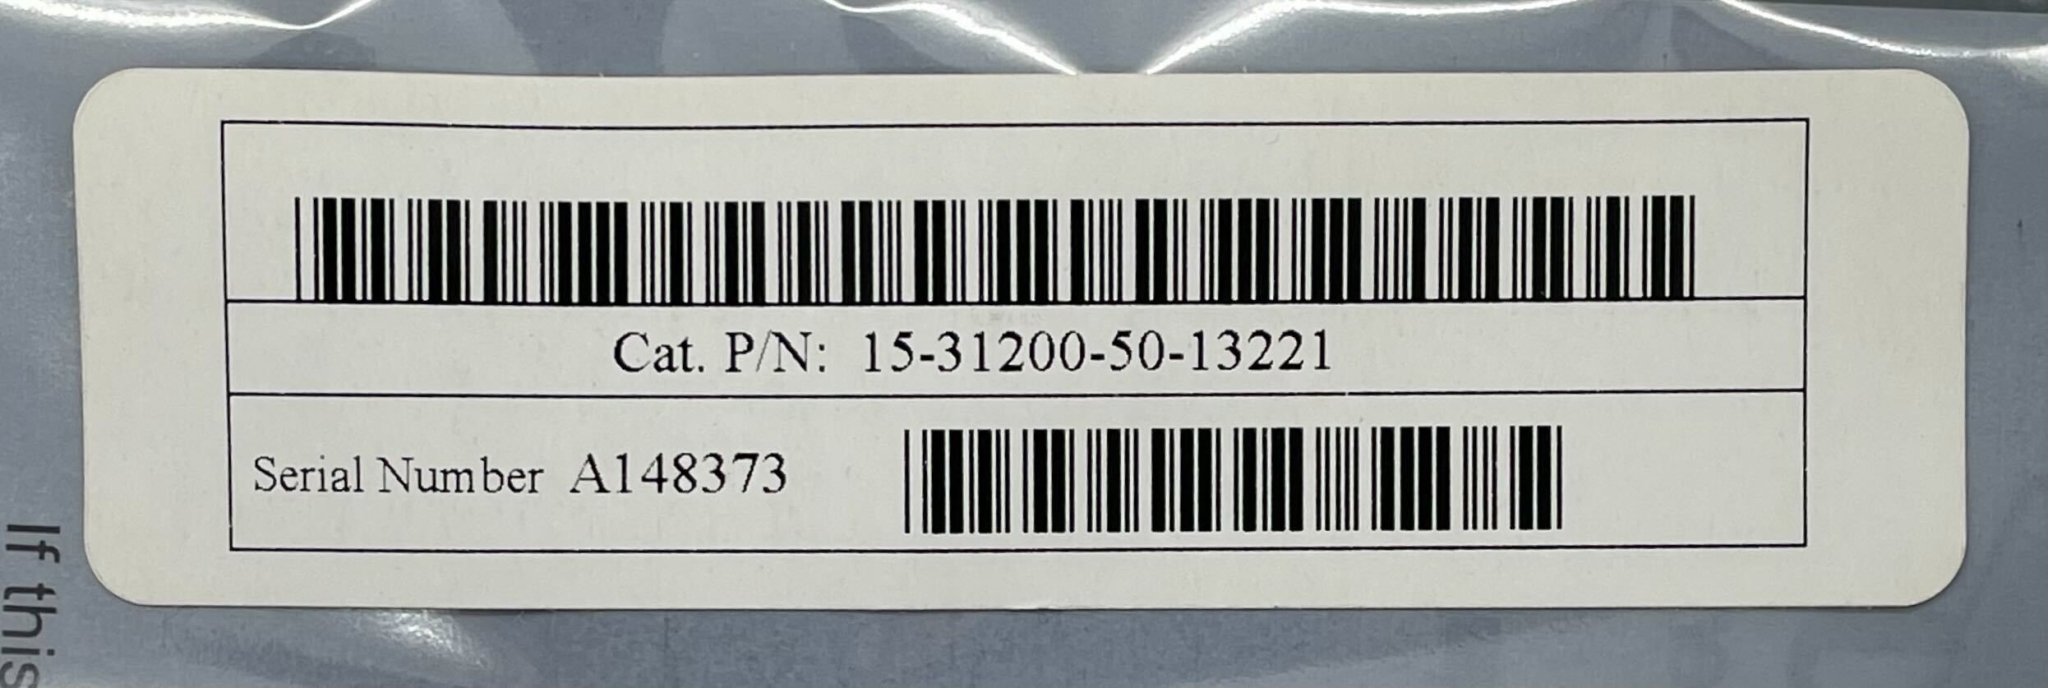 Cat. P/N: 15-31200-50-13221
Serial Number A148373
If this